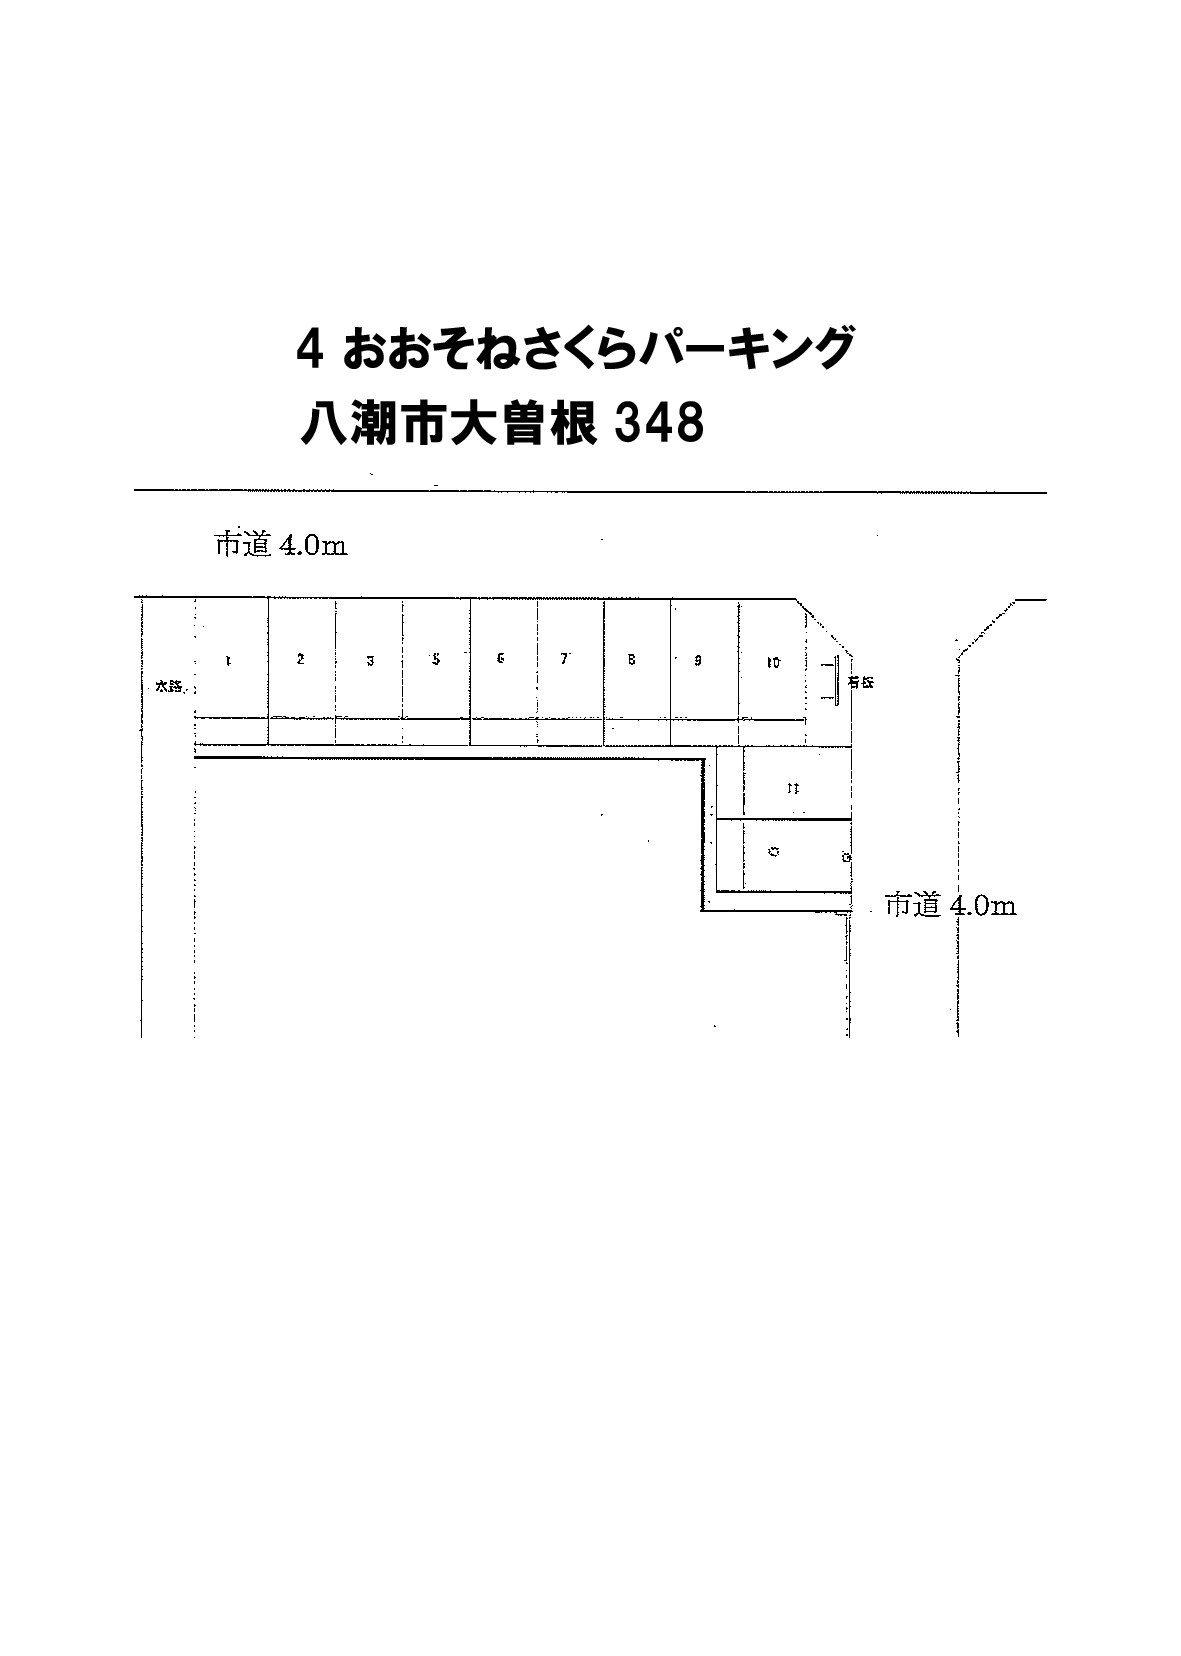 4 おおそねさくらパーキング
八潮市大曽根 348
市道 4.0m
1 2 3 5 6 7 8 9 10
水路
看板
11
市道 4.0m